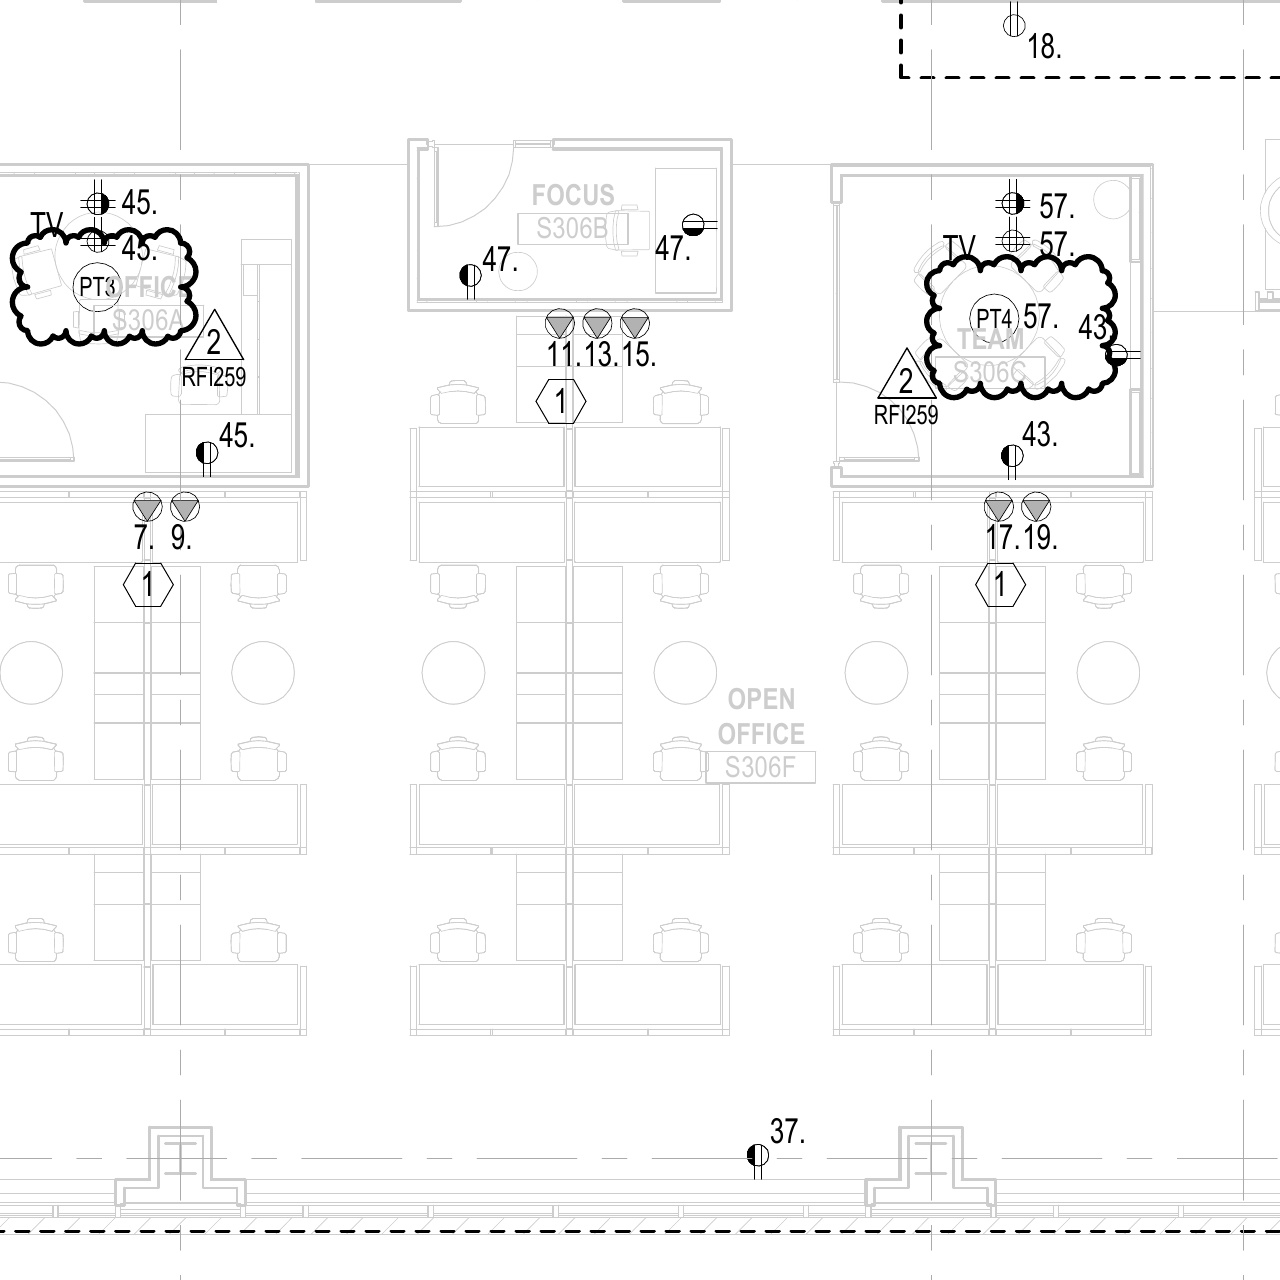 18.
45.
TV
45.
PT3
OFFICE
S306A
2
RFI259
45.
FOCUS
S306B
47.
47.
11. 13. 15.
1
57.
TV
57.
PT4
57.
43
TEAM
S306C
2
RFI259
43.
7. 9.
1
17. 19.
1
OPEN
OFFICE
S306F
37.